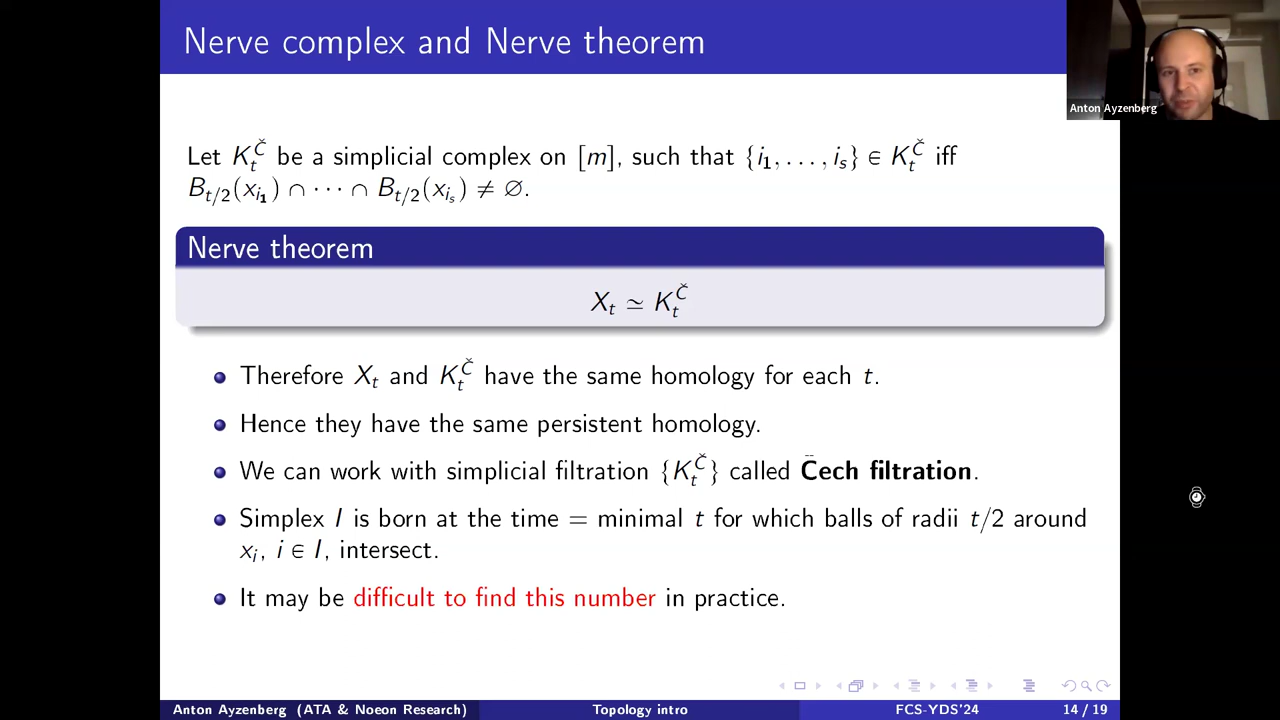 Nerve complex and Nerve theorem
Anton Ayzenberg
Let K_t^Č be a simplicial complex on [m], such that {i₁, . . . , i_s} ∈ K_t^Č iff
B_{t/2}(x_{i₁}) ∩ · · · ∩ B_{t/2}(x_{i_s}) ≠ ∅.
Nerve theorem
X_t ≃ K_t^Č
Therefore X_t and K_t^Č have the same homology for each t.
Hence they have the same persistent homology.
We can work with simplicial filtration {K_t^Č} called Čech filtration.
Simplex I is born at the time = minimal t for which balls of radii t/2 around
x_i, i ∈ I, intersect.
It may be difficult to find this number in practice.
Anton Ayzenberg (ATA & Noeon Research) Topology intro FCS-YDS'24 14 / 19